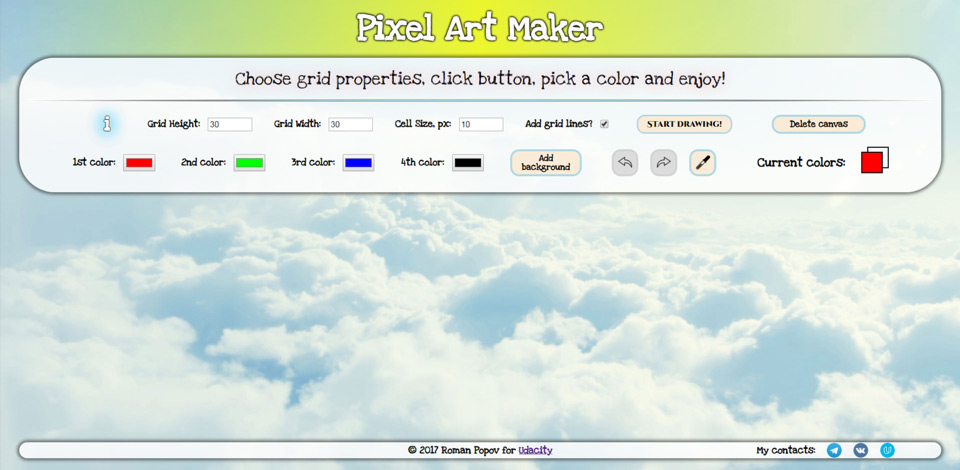 Pixel Art Maker
Choose grid properties, click button, pick a color and enjoy!
i Grid Height: 30 Grid Width: 30 Cell Size, px: 10 Add grid lines? START DRAWING! Delete canvas
1st color: 2nd color: 3rd color: 4th color: Add background Current colors:
© 2017 Roman Popov for Udacity My contacts: